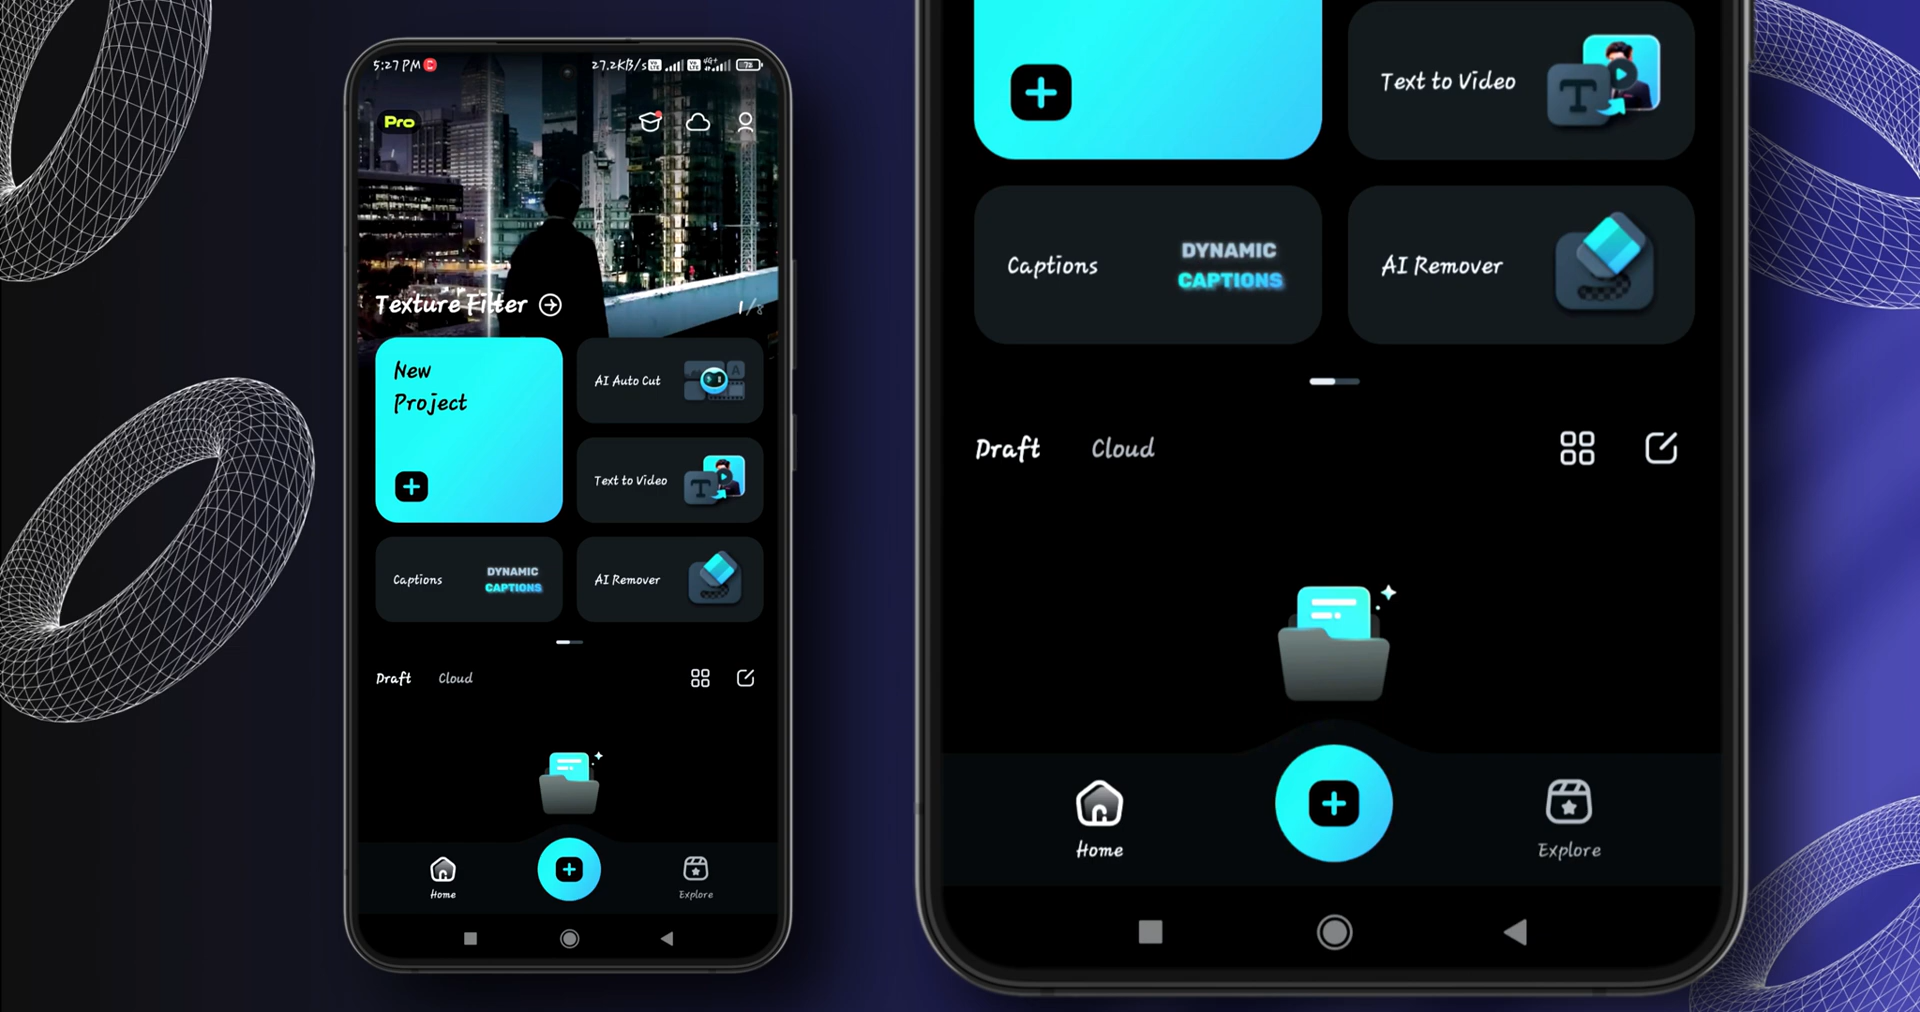 5:27 PM
27.2KB/s
4G+
72
Pro
Texture Filter
1/8
New
Project
AI Auto Cut
Text to Video
Captions
DYNAMIC
CAPTIONS
AI Remover
Draft
Cloud
Home
Explore
Text to Video
Captions
DYNAMIC
CAPTIONS
AI Remover
Draft
Cloud
Home
Explore